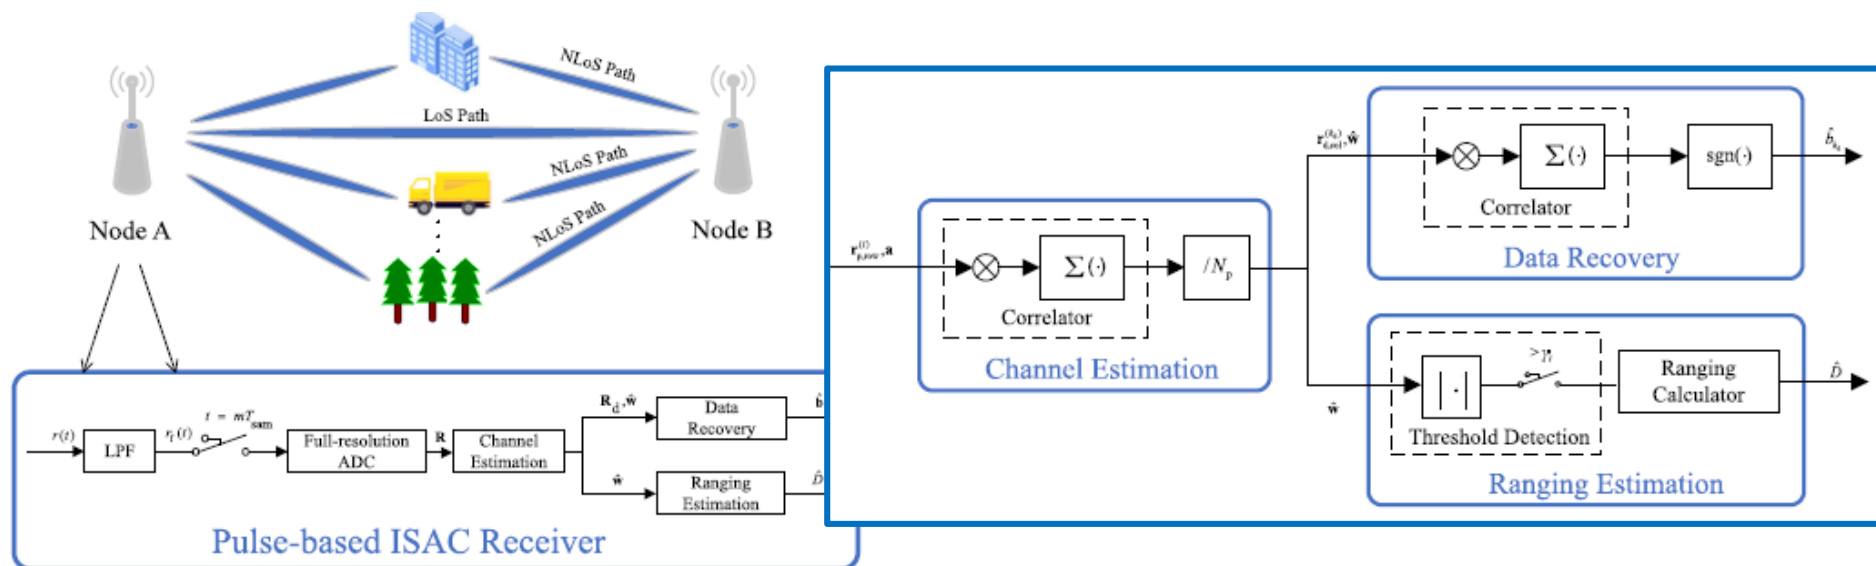 NLoS Path
LoS Path
NLoS Path
NLoS Path
Node A
Node B
r(t)
LPF
r_l(t)
t = mT_sam
Full-resolution
ADC
R
Channel
Estimation
R_d, ŵ
Data
Recovery
b̂
ŵ
Ranging
Estimation
D̂
Pulse-based ISAC Receiver
, a
Σ(·)
/N_p
Correlator
Channel Estimation
, ŵ
Σ(·)
sgn(·)
Correlator
Data Recovery
ŵ
|·|
Threshold Detection
Ranging
Calculator
D̂
Ranging Estimation